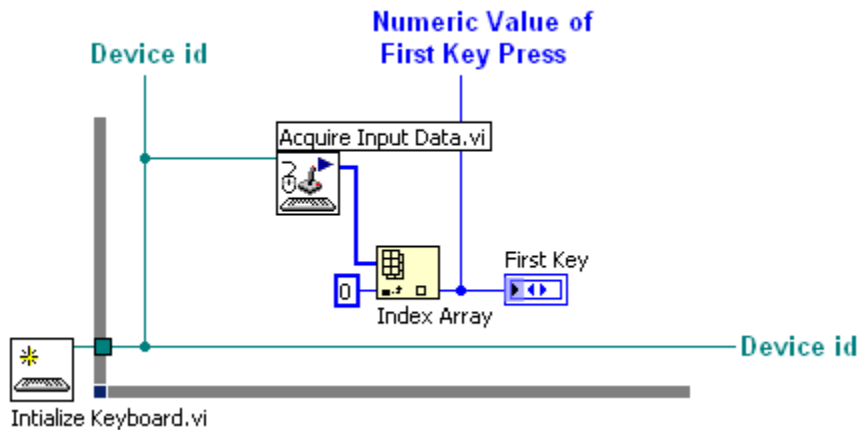 Numeric Value of
First Key Press
Device id
Acquire Input Data.vi
First Key
0
Index Array
Device id
Intialize Keyboard.vi